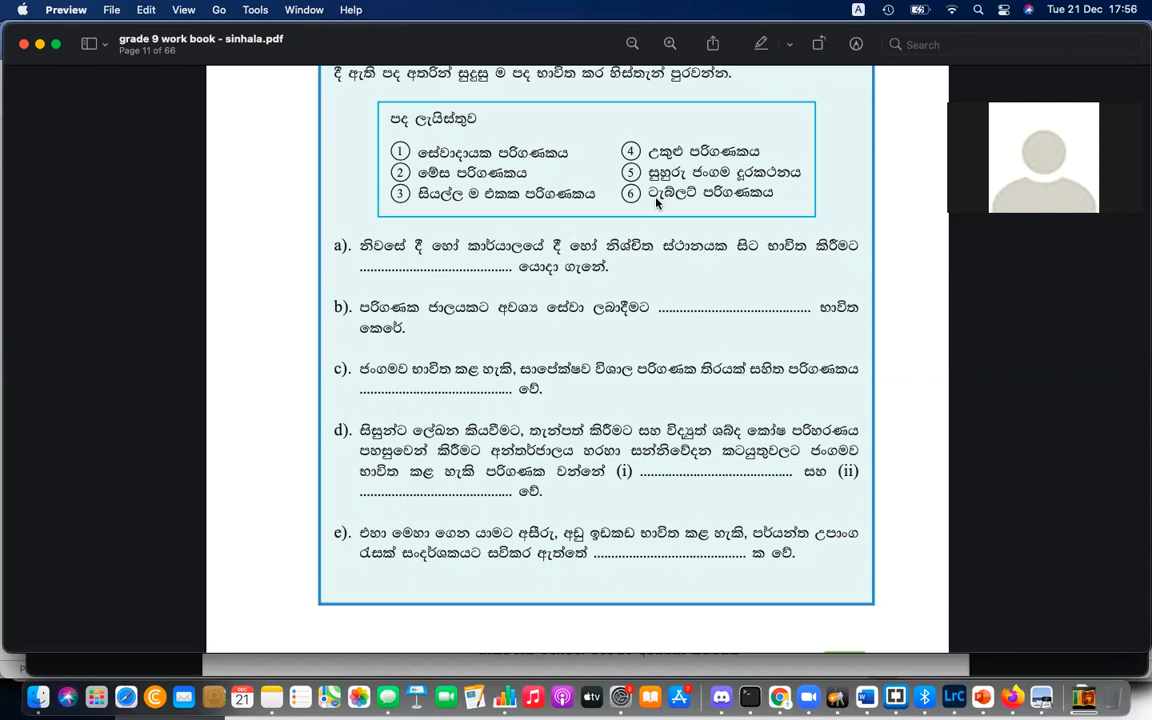 Preview File Edit View Go Tools Window Help A Tue 21 Dec 17:56
grade 9 work book - sinhala.pdf
Page 11 of 66
Search
දී ඇති පද අතරින් සුදුසු ම පද භාවිත කර හිස්තැන් පුරවන්න.
පද ලැයිස්තුව
1 සේවාදායක පරිගණකය
2 මේස පරිගණකය
3 සියල්ල ම එකක පරිගණකය
4 උකුළු පරිගණකය
5 සුහුරු ජංගම දූරකථනය
6 ටැබ්ලට් පරිගණකය
a). නිවසේ දී හෝ කාර්යාලයේ දී හෝ නිශ්චිත ස්ථානයක සිට භාවිත කිරීමට
........................................... යොදා ගැනේ.
b). පරිගණක ජාලයකට අවශ්‍ය සේවා ලබාදීමට ........................................... භාවිත
කෙරේ.
c). ජංගමව භාවිත කළ හැකි, සාපේක්ෂව විශාල පරිගණක තිරයක් සහිත පරිගණකය
........................................... වේ.
d). සිසුන්ට ලේඛන කියවීමට, තැන්පත් කිරීමට සහ විද්‍යුත් ශබ්ද කෝෂ පරිහරණය
පහසුවෙන් කිරීමට අන්තර්ජාලය හරහා සන්නිවේදන කටයුතුවලට ජංගමව
භාවිත කළ හැකි පරිගණක වන්නේ (i) ........................................... සහ (ii)
........................................... වේ.
e). එහා මෙහා ගෙන යාමට අසීරු, අඩු ඉඩකඩ භාවිත කළ හැකි, පර්යන්ත උපාංග
රැසක් සංදර්ශකයට සවිකර ඇත්තේ ........................................... ක වේ.
DEC
21
tv
W
LrC
P